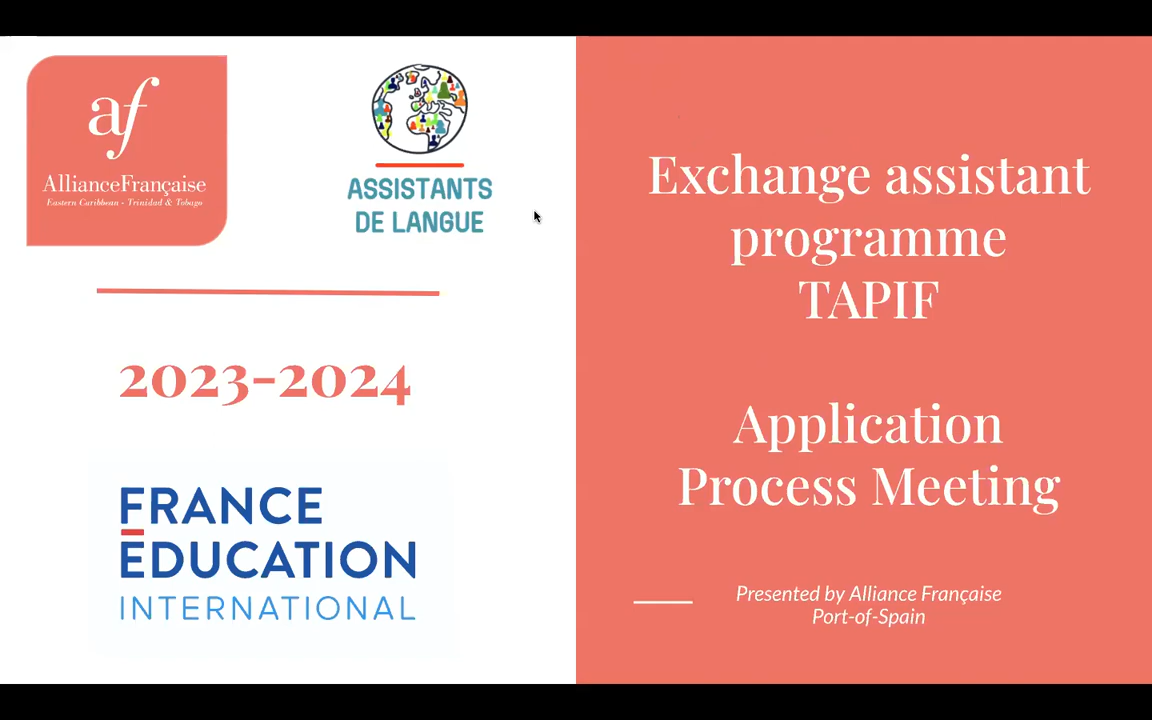 af
AllianceFrançaise
Eastern Caribbean - Trinidad & Tobago
ASSISTANTS
DE LANGUE
2023-2024
FRANCE
EDUCATION
INTERNATIONAL
Exchange assistant
programme
TAPIF
Application
Process Meeting
Presented by Alliance Française
Port-of-Spain